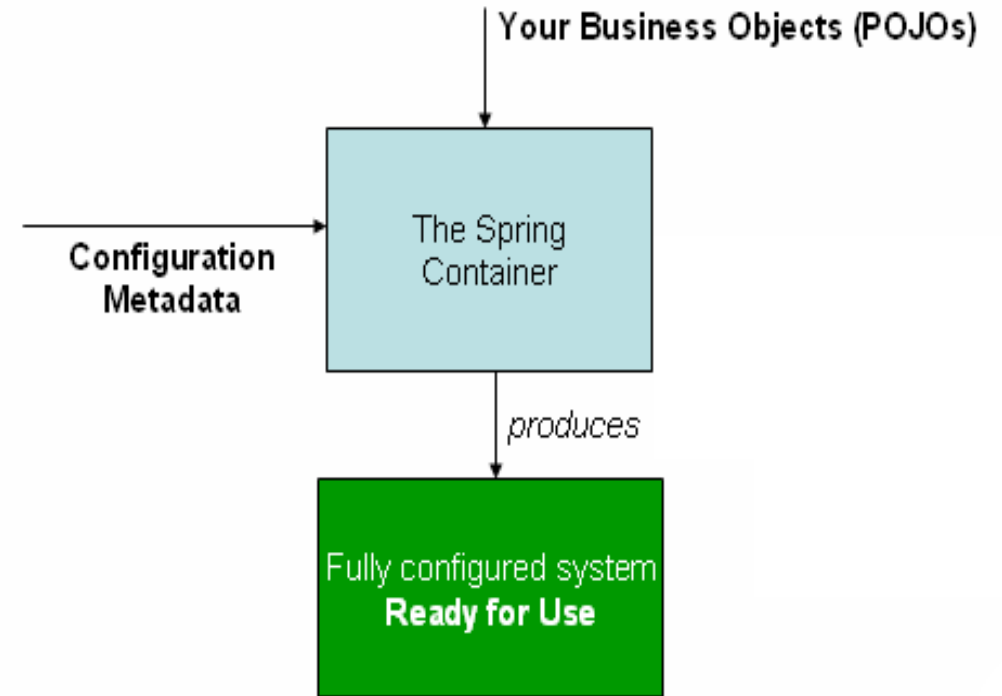 Your Business Objects (POJOs)
The Spring
Container
Configuration
Metadata
produces
Fully configured system
Ready for Use